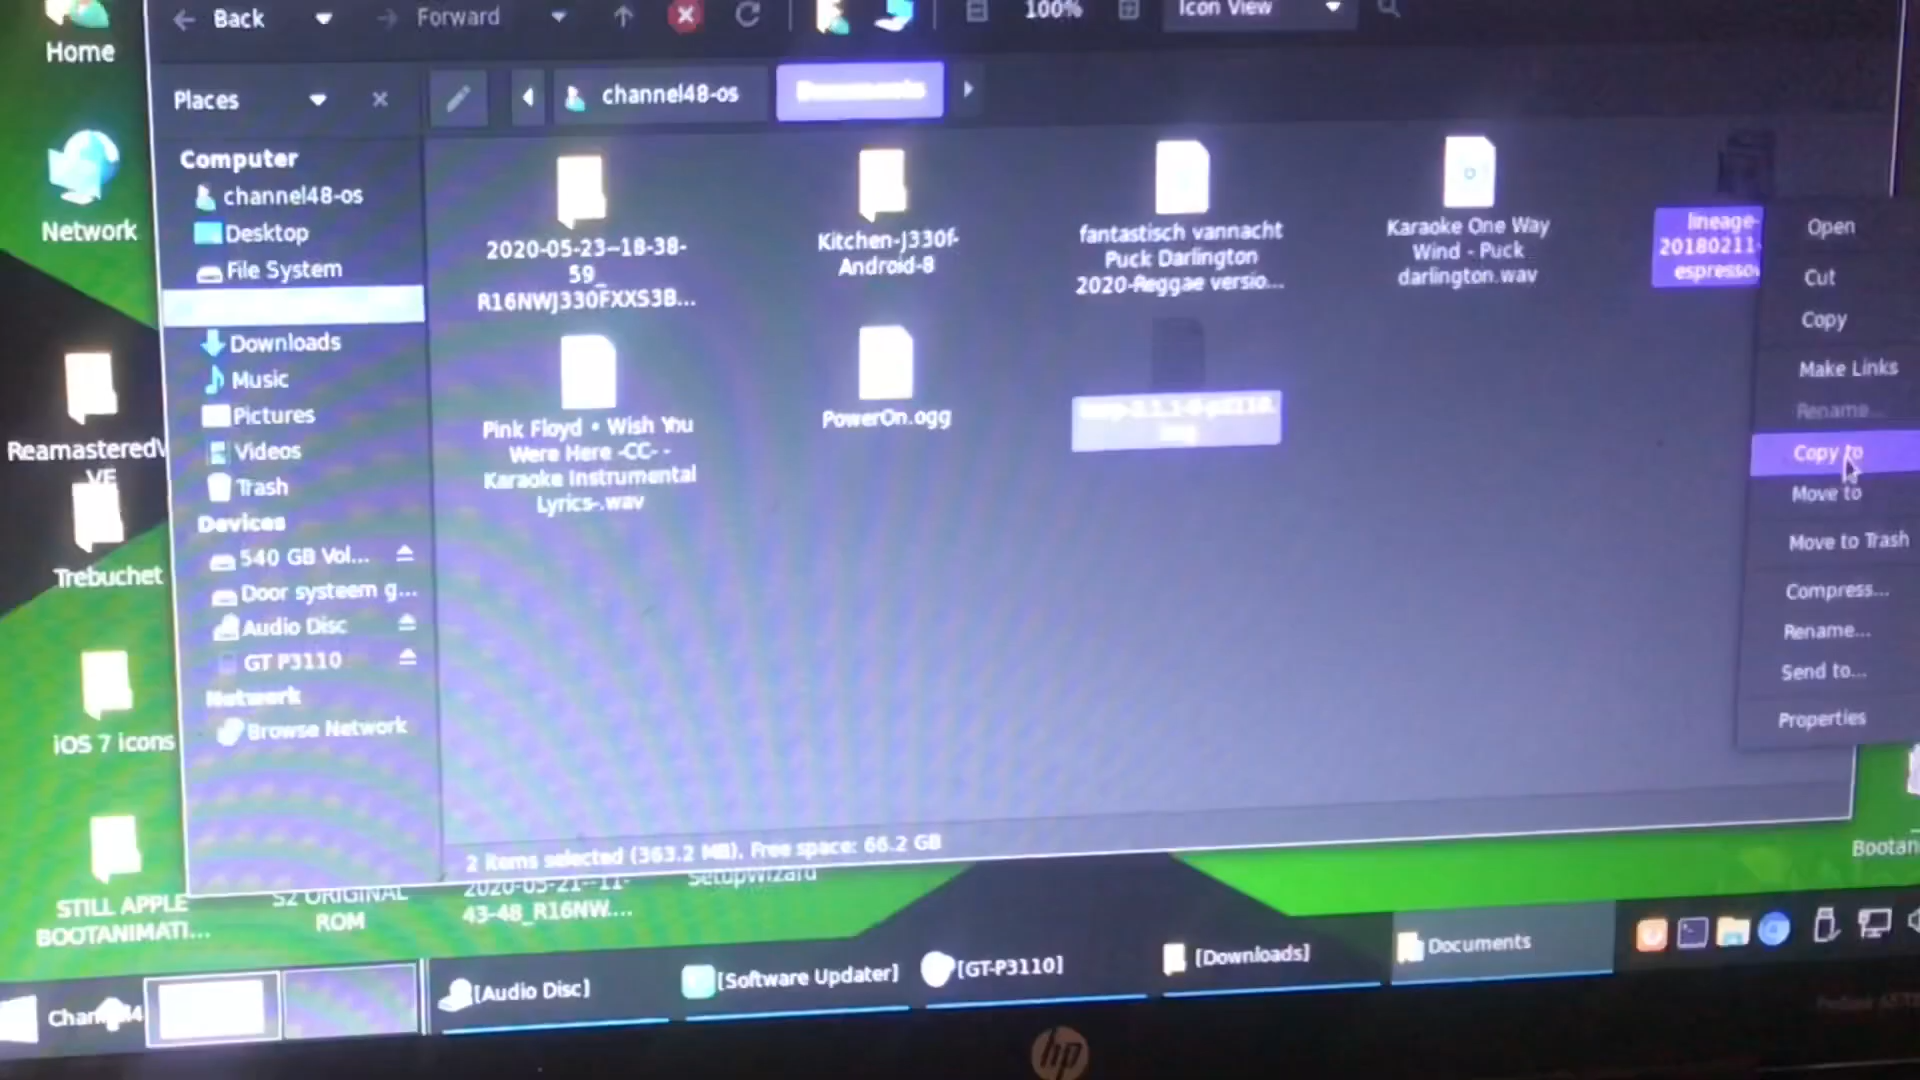 Home
Back
Forward
100%
Icon View
Network
Places
channel48-os
Documents
Computer
channel48-os
Desktop
File System
Downloads
Music
Pictures
Videos
Trash
Devices
540 GB Vol...
Door systeem g...
Audio Disc
GT P3110
Network
Browse Network
2020-05-23--18-38-
59_
R16NWJ330FXXS3B...
Kitchen-J330f-
Android-8
fantastisch vannacht
Puck Darlington
2020-Reggae versio...
Karaoke One Way
Wind - Puck
darlington.wav
lineage-
20180211-
espresso
Pink Floyd • Wish You
Were Here -CC- -
Karaoke Instrumental
Lyrics-.wav
PowerOn.ogg
Open
Cut
Copy
Make Links
Rename...
Copy to
Move to
Move to Trash
Compress...
Rename...
Send to...
Properties
2 items selected (363.2 MB), Free space: 66.2 GB
Trebuchet
iOS 7 icons
STILL APPLE
BOOTANIMATI...
S2 ORIGINAL
ROM
2020-05-21--11-
43-48_R16NW....
SetupWizard
Bootan
[Audio Disc]
[Software Updater]
[GT-P3110]
[Downloads]
Documents
hp